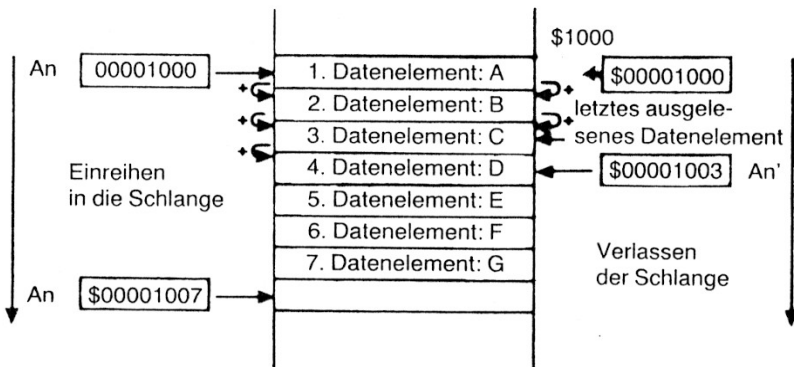 $1000
An 00001000 1. Datenelement: A $00001000
+ 2. Datenelement: B + letztes ausgele-
+ 3. Datenelement: C + senes Datenelement
+ 4. Datenelement: D $00001003 An'
Einreihen
in die Schlange
5. Datenelement: E
6. Datenelement: F
7. Datenelement: G
Verlassen
der Schlange
An $00001007